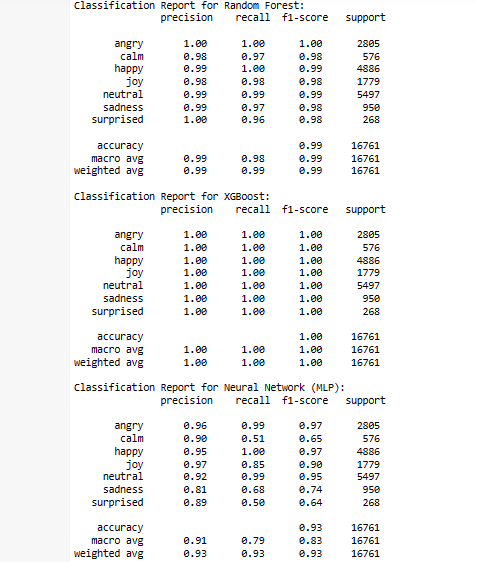 Classification Report for Random Forest:
precision recall f1-score support
angry 1.00 1.00 1.00 2805
calm 0.98 0.97 0.98 576
happy 0.99 1.00 0.99 4886
joy 0.98 0.98 0.98 1779
neutral 0.99 0.99 0.99 5497
sadness 0.99 0.97 0.98 950
surprised 1.00 0.96 0.98 268
accuracy 0.99 16761
macro avg 0.99 0.98 0.99 16761
weighted avg 0.99 0.99 0.99 16761
Classification Report for XGBoost:
precision recall f1-score support
angry 1.00 1.00 1.00 2805
calm 1.00 1.00 1.00 576
happy 1.00 1.00 1.00 4886
joy 1.00 1.00 1.00 1779
neutral 1.00 1.00 1.00 5497
sadness 1.00 1.00 1.00 950
surprised 1.00 1.00 1.00 268
accuracy 1.00 16761
macro avg 1.00 1.00 1.00 16761
weighted avg 1.00 1.00 1.00 16761
Classification Report for Neural Network (MLP):
precision recall f1-score support
angry 0.96 0.99 0.97 2805
calm 0.90 0.51 0.65 576
happy 0.95 1.00 0.97 4886
joy 0.97 0.85 0.90 1779
neutral 0.92 0.99 0.95 5497
sadness 0.81 0.68 0.74 950
surprised 0.89 0.50 0.64 268
accuracy 0.93 16761
macro avg 0.91 0.79 0.83 16761
weighted avg 0.93 0.93 0.93 16761